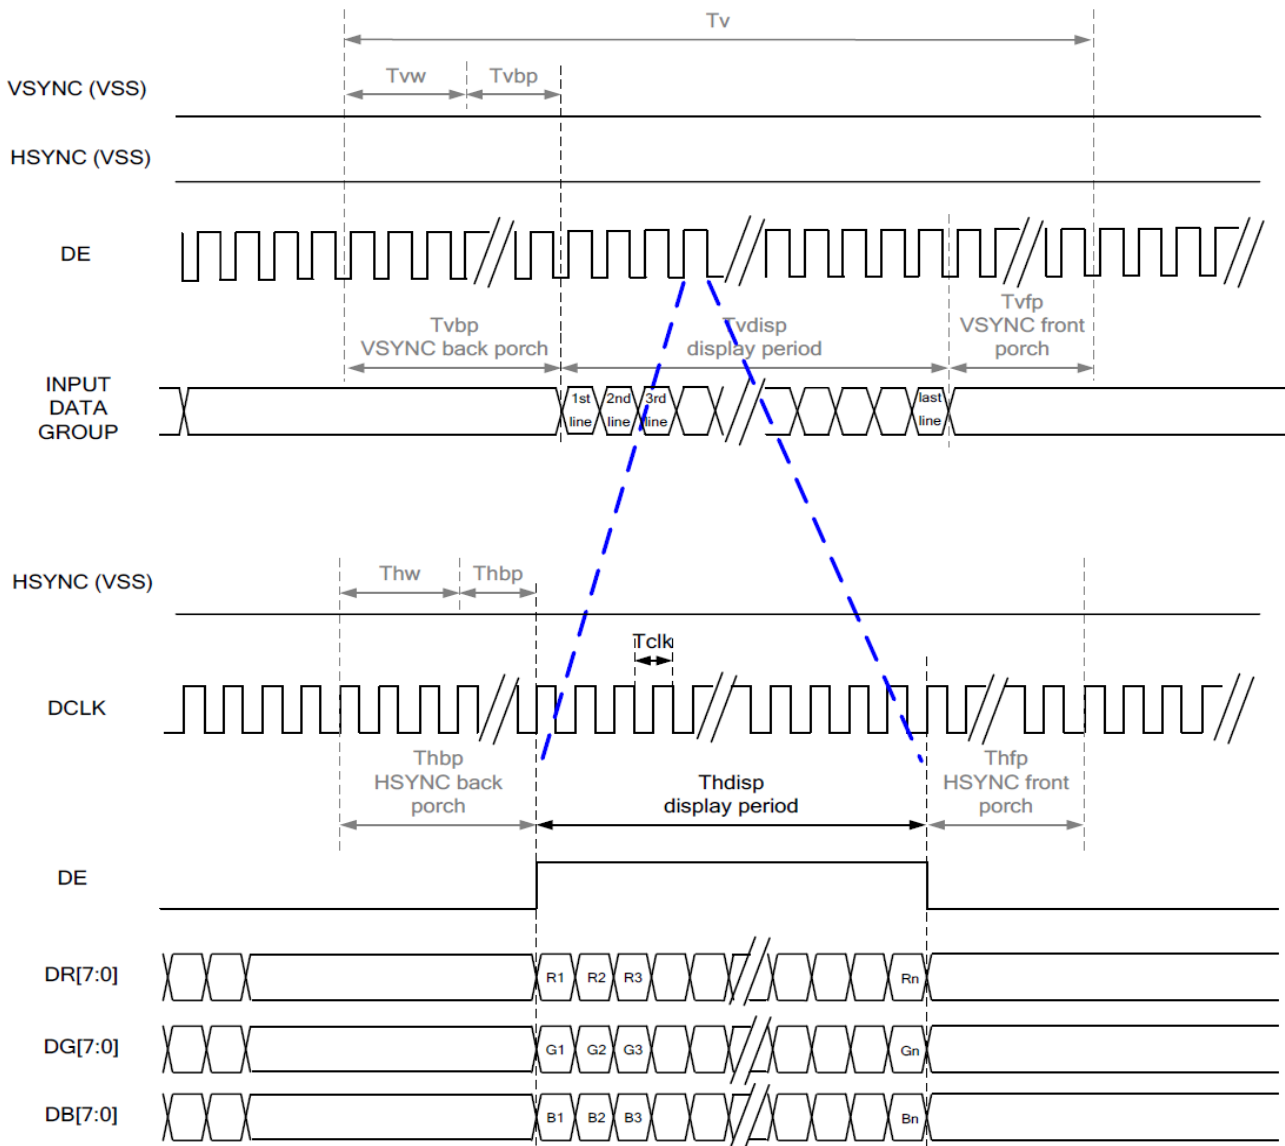 Tv
Tvw
Tvbp
VSYNC (VSS)
HSYNC (VSS)
DE
Tvbp
VSYNC back porch
Tvdisp
display period
Tvfp
VSYNC front
porch
INPUT
DATA
GROUP
1st
line
2nd
line
3rd
line
last
line
HSYNC (VSS)
Thw
Thbp
Tclk
DCLK
Thbp
HSYNC back
porch
Thdisp
display period
Thfp
HSYNC front
porch
DE
DR[7:0]
R1
R2
R3
Rn
DG[7:0]
G1
G2
G3
Gn
DB[7:0]
B1
B2
B3
Bn